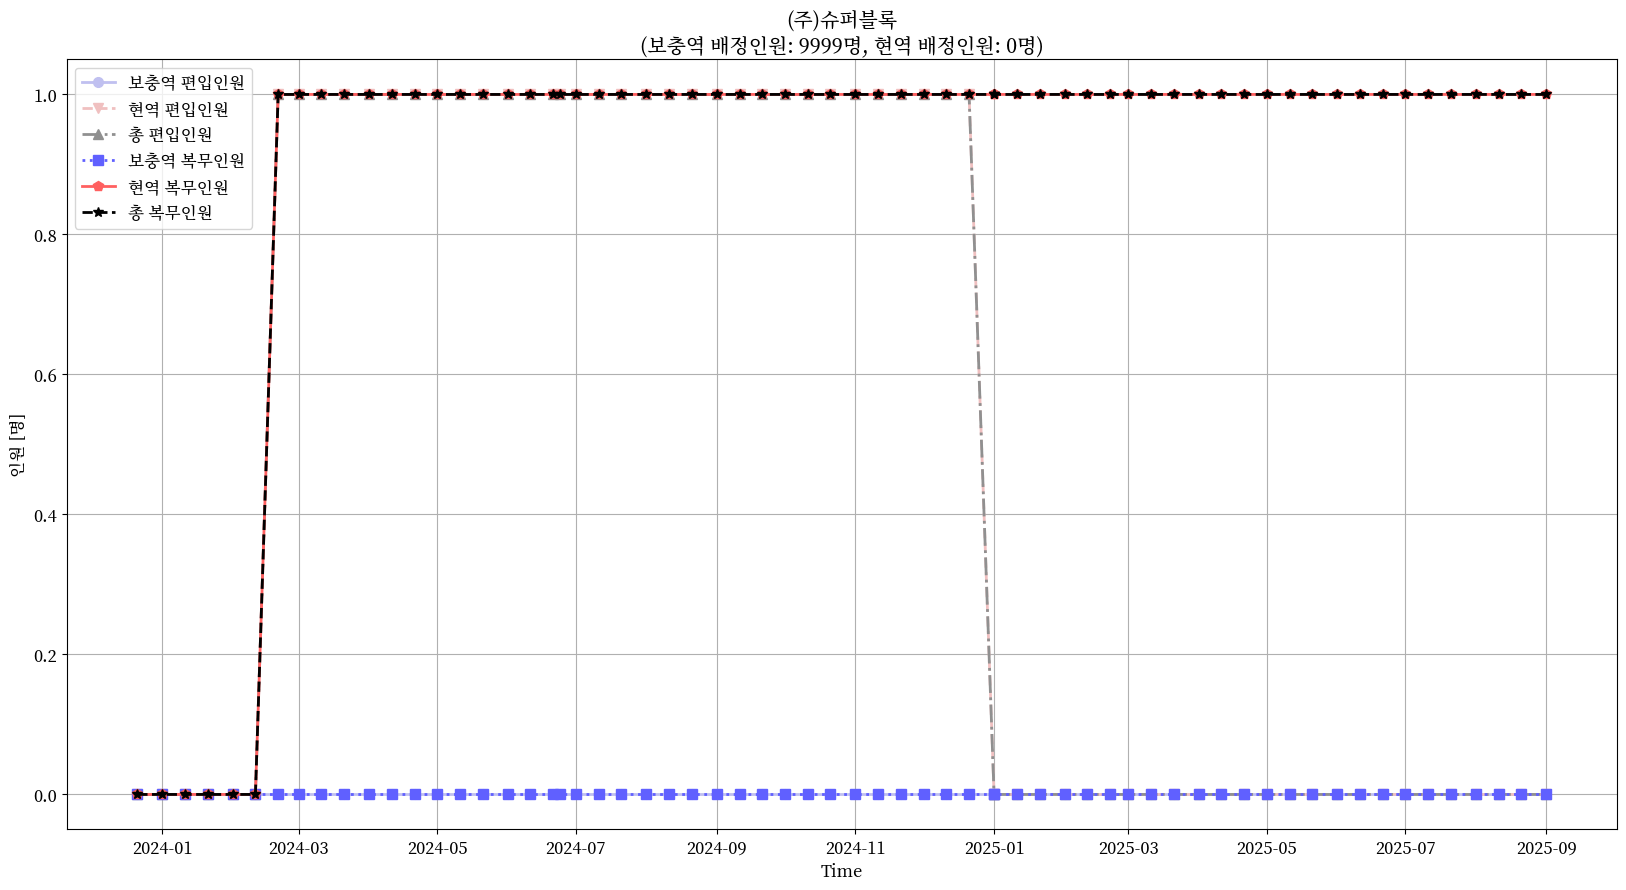 (주)슈퍼블록
(보충역 배정인원: 9999명, 현역 배정인원: 0명)
보충역 편입인원
현역 편입인원
총 편입인원
보충역 복무인원
현역 복무인원
총 복무인원
1.0
0.8
0.6
0.4
0.2
0.0
인원 [명]
2024-01
2024-03
2024-05
2024-07
2024-09
2024-11
2025-01
2025-03
2025-05
2025-07
2025-09
Time